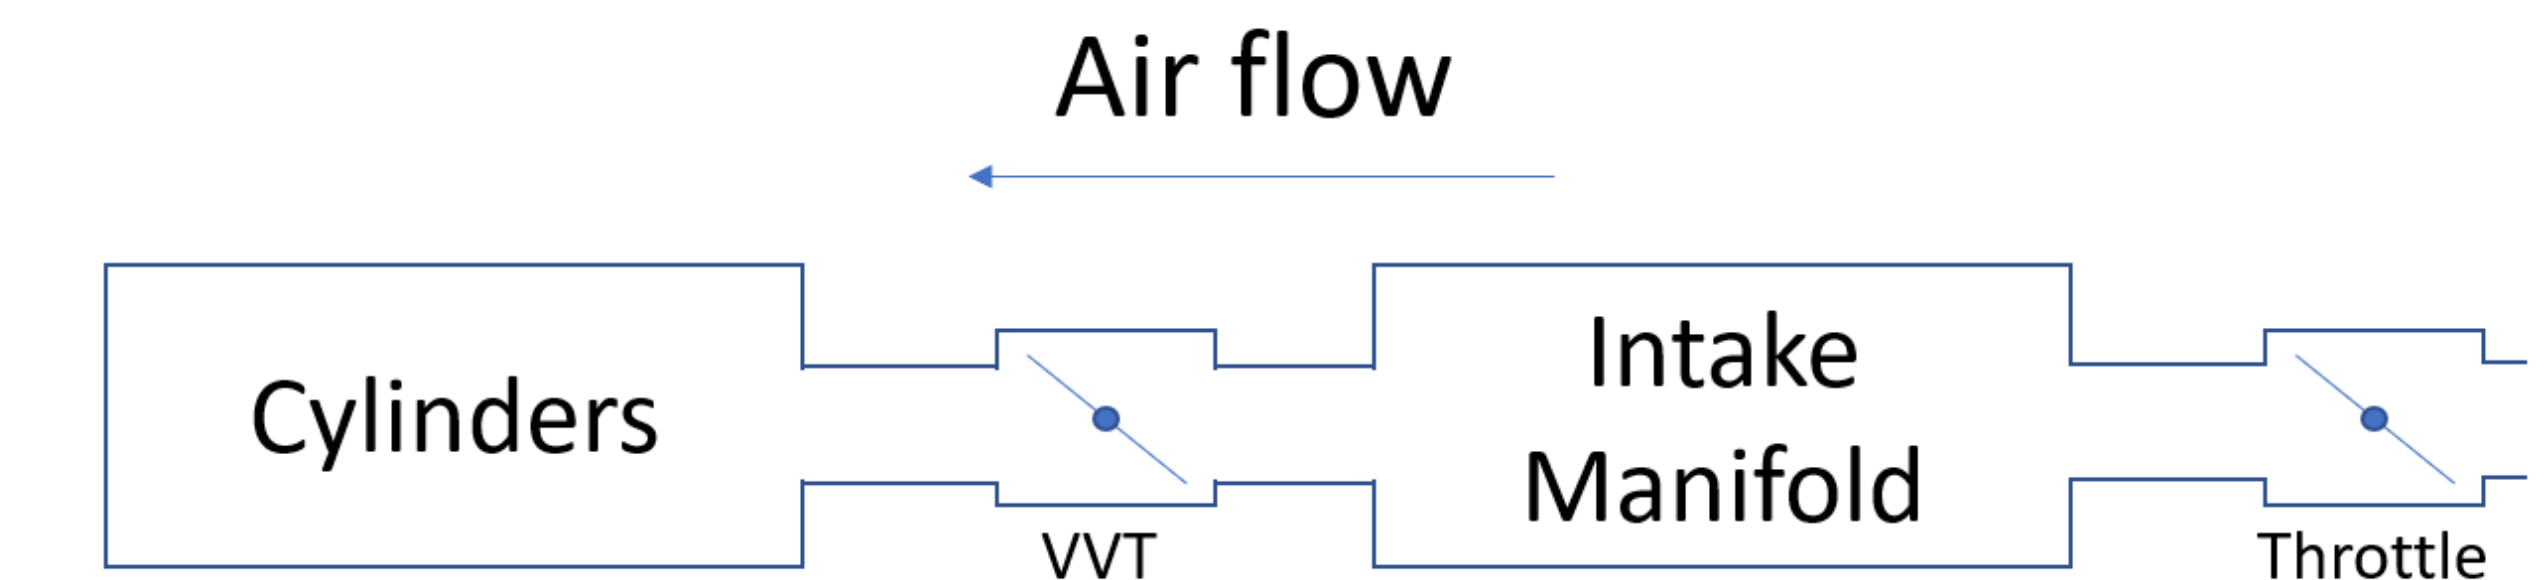 Air flow
Cylinders
Intake
Manifold
VVT
Throttle